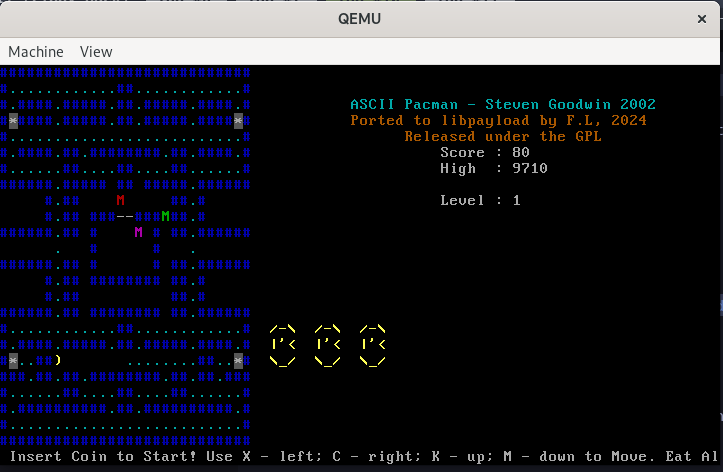 QEMU
Machine View
ASCII Pacman - Steven Goodwin 2002
Ported to libpayload by F.L, 2024
Released under the GPL
Score : 80
High : 9710
Level : 1
Insert Coin to Start! Use X - left; C - right; K - up; M - down to Move. Eat Al